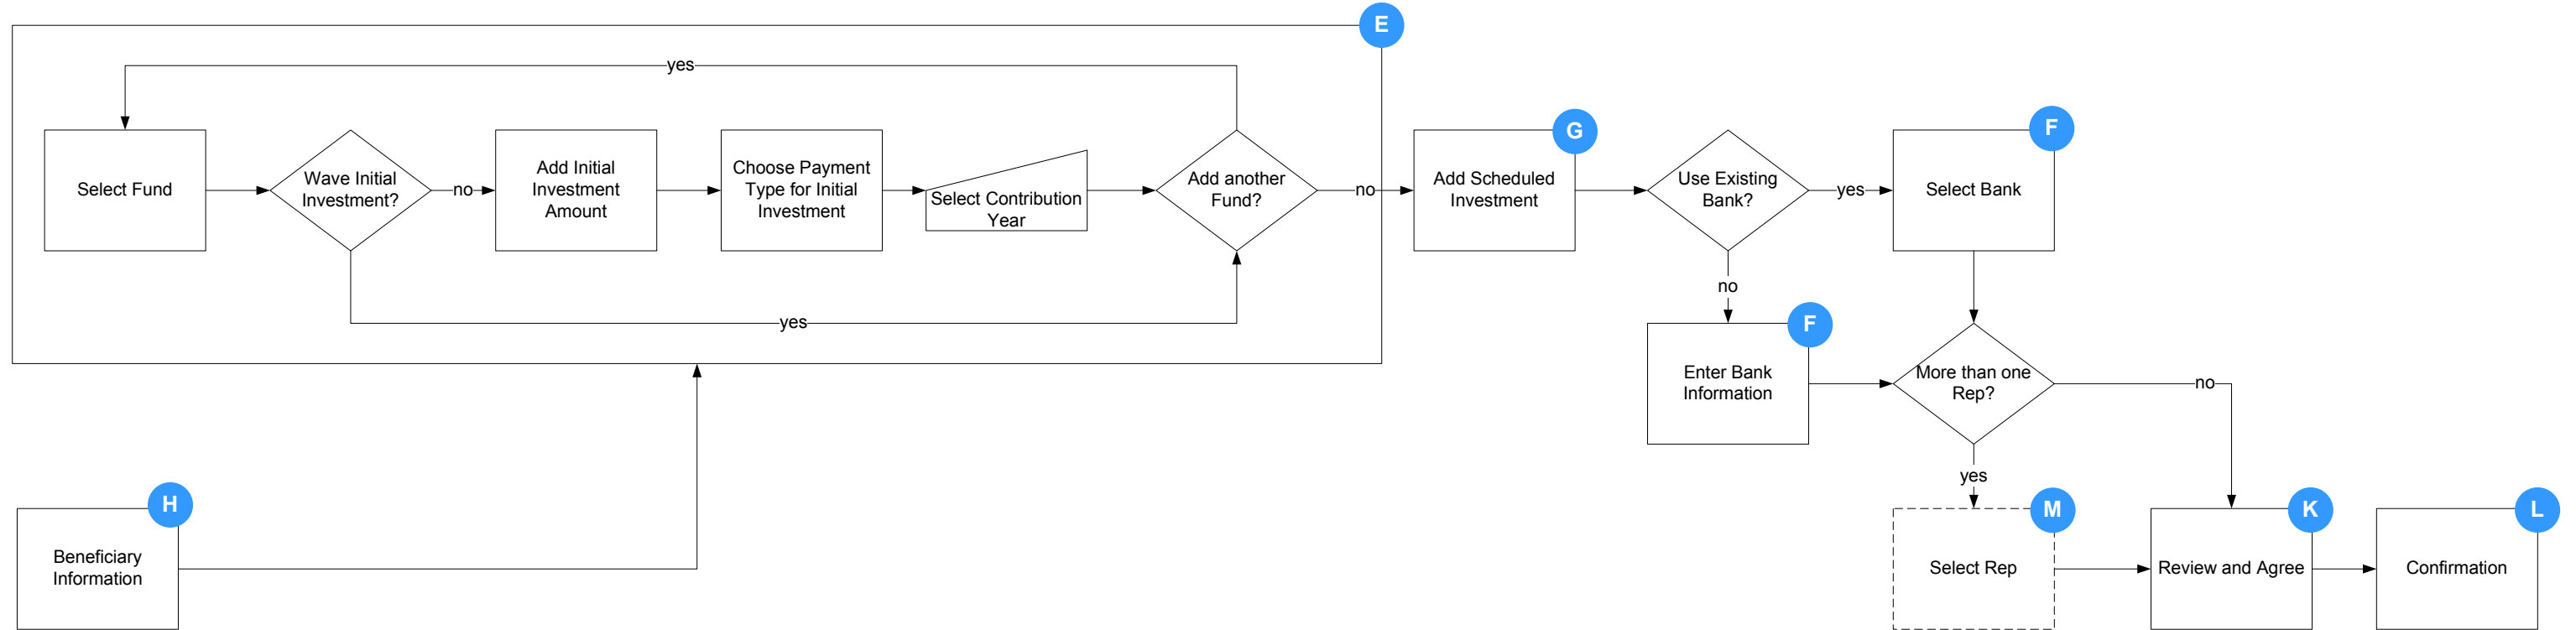 E
yes
Select Fund
Wave Initial
Investment?
no
Add Initial
Investment
Amount
Choose Payment
Type for Initial
Investment
Select Contribution
Year
Add another
Fund?
no
yes
G
Add Scheduled
Investment
Use Existing
Bank?
yes
F
Select Bank
no
F
Enter Bank
Information
More than one
Rep?
no
yes
H
Beneficiary
Information
M
Select Rep
K
Review and Agree
L
Confirmation